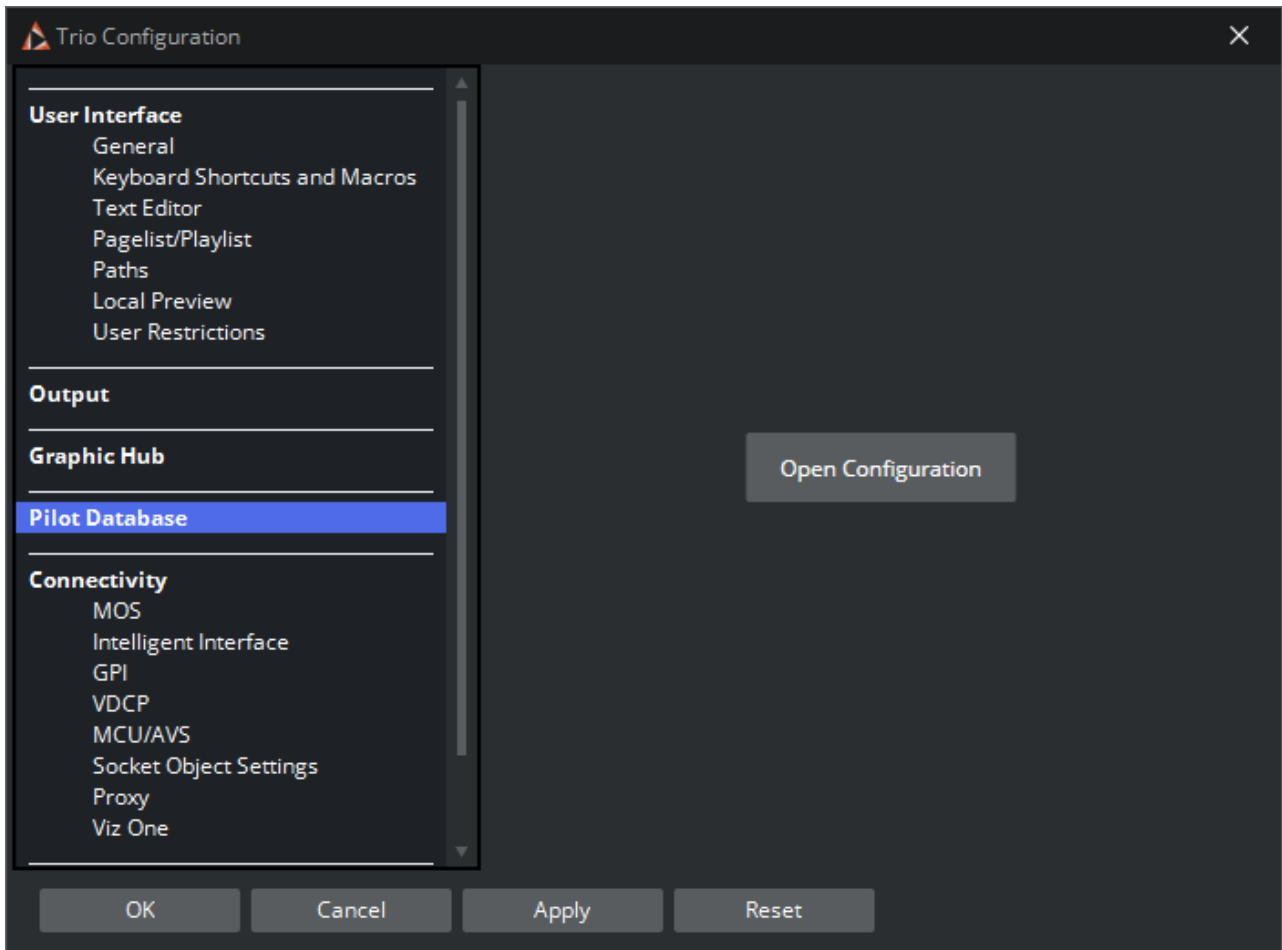 Trio Configuration
User Interface
General
Keyboard Shortcuts and Macros
Text Editor
Pagelist/Playlist
Paths
Local Preview
User Restrictions
Output
Graphic Hub
Pilot Database
Connectivity
MOS
Intelligent Interface
GPI
VDCP
MCU/AVS
Socket Object Settings
Proxy
Viz One
Open Configuration
OK Cancel Apply Reset